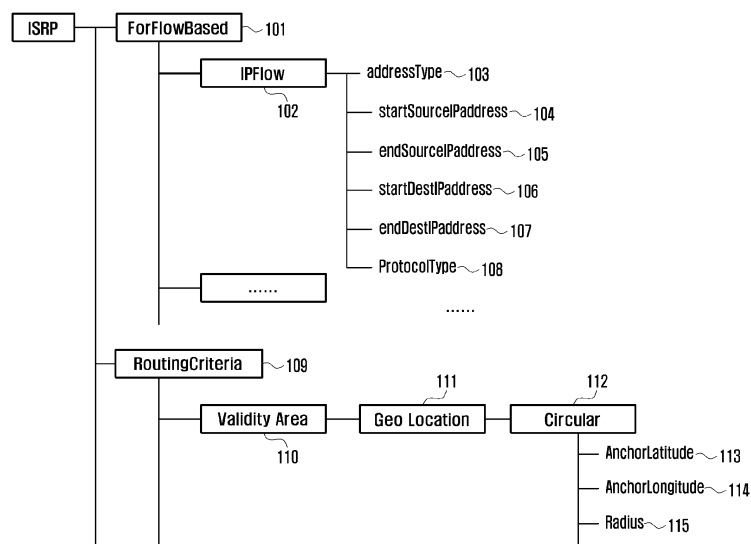 ISRP
ForFlowBased 101
IPFlow
102
addressType 103
startSourceIPaddress 104
endSourceIPaddress 105
startDestIPaddress 106
endDestIPaddress 107
ProtocolType 108
......
......
RoutingCriteria 109
Validity Area
110
111
Geo Location
112
Circular
AnchorLatitude 113
AnchorLongitude 114
Radius 115